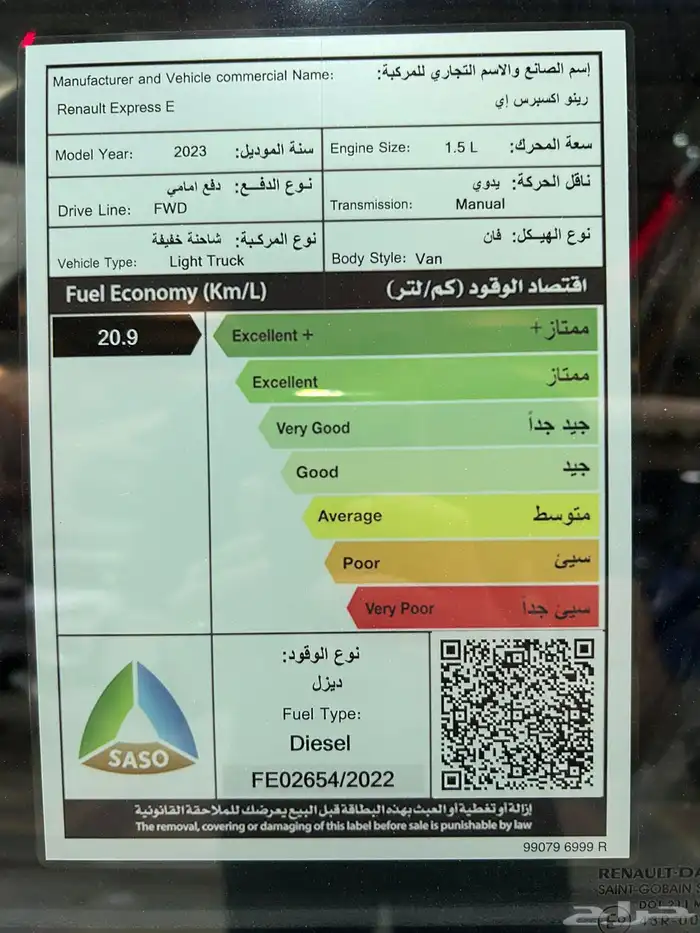 Manufacturer and Vehicle commercial Name: إسم الصانع والاسم التجاري للمركبة:
Renault Express E رينو اكسبرس إي
Model Year: 2023 سنة الموديل:
Engine Size: 1.5 L سعة المحرك:
نوع الدفع: دفع امامي
Drive Line: FWD
ناقل الحركة: يدوي
Transmission: Manual
نوع المركبة: شاحنة خفيفة
Vehicle Type: Light Truck
نوع الهيكل: فان
Body Style: Van
Fuel Economy (Km/L) اقتصاد الوقود (كم/لتر)
20.9
Excellent + ممتاز+
Excellent ممتاز
Very Good جيد جداً
Good جيد
Average متوسط
Poor سيئ
Very Poor سيئ جداً
SASO
نوع الوقود:
ديزل
Fuel Type:
Diesel
FE02654/2022
إزالة أو تغطية أو العبث بهذه البطاقة قبل البيع يعرضك للملاحقة القانونية
The removal, covering or damaging of this label before sale is punishable by law
99079 6999 R
RENAULT-DA
SAINT-GOBAIN S
DOT 211 M
حراج
43R-00